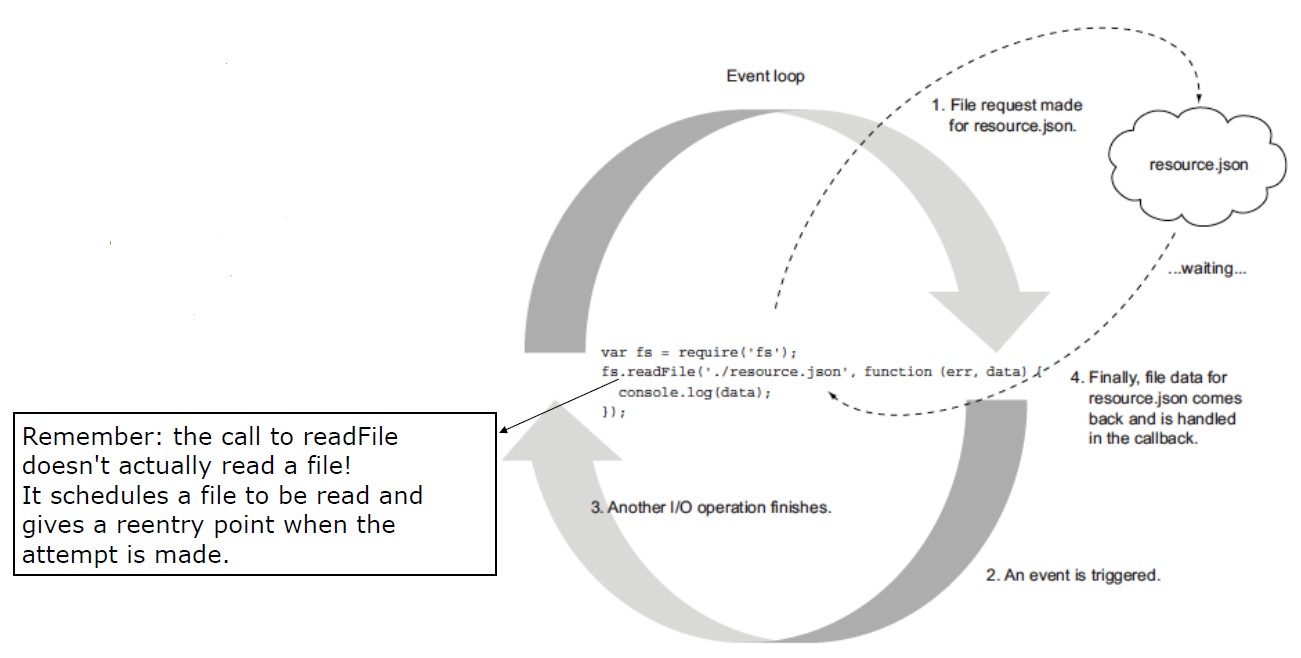 Event loop
1. File request made
for resource.json.
resource.json
...waiting...
var fs = require('fs');
fs.readFile('./resource.json', function (err, data) {
console.log(data);
});
4. Finally, file data for
resource.json comes
back and is handled
in the callback.
Remember: the call to readFile
doesn't actually read a file!
It schedules a file to be read and
gives a reentry point when the
attempt is made.
3. Another I/O operation finishes.
2. An event is triggered.